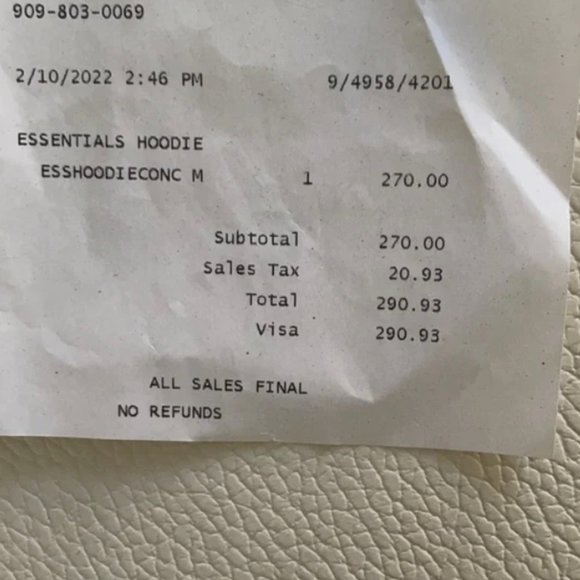 909-803-0069
2/10/2022 2:46 PM 9/4958/4201
ESSENTIALS HOODIE
ESSHOODIECONC M 1 270.00
Subtotal 270.00
Sales Tax 20.93
Total 290.93
Visa 290.93
ALL SALES FINAL
NO REFUNDS